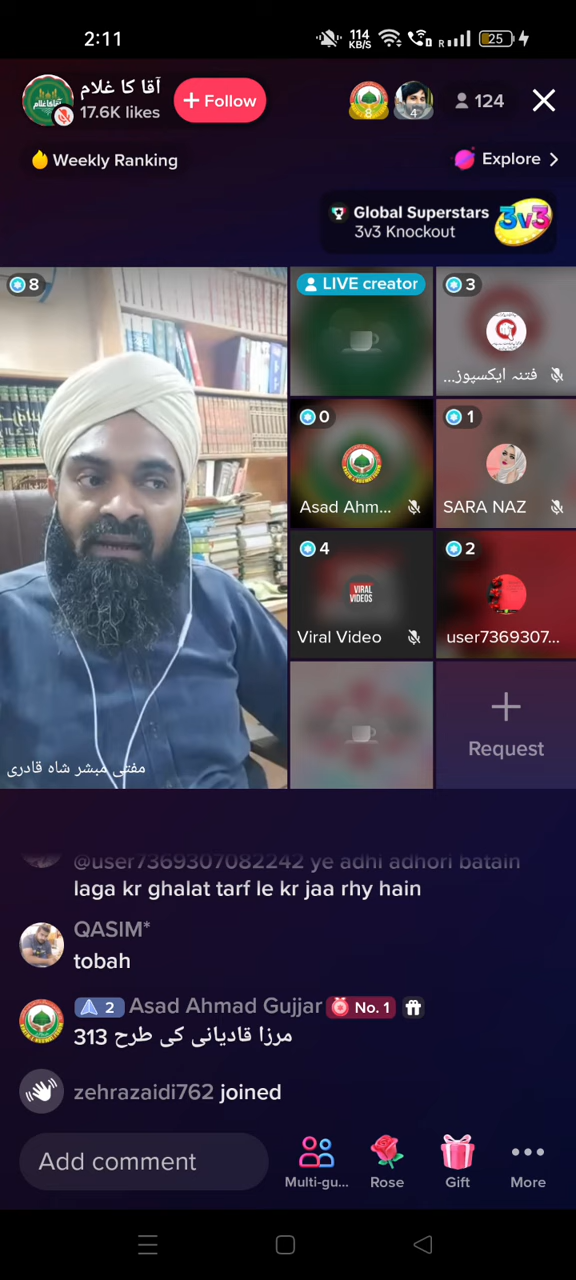 2:11
114
KB/S
R
25
آقا کا غلام
17.6K likes
+ Follow
8
4
124
Weekly Ranking
Explore >
Global Superstars
3v3 Knockout
3v3
8
LIVE creator
3
فتنہ ایکسپوز...
0
Asad Ahm...
1
SARA NAZ
4
VIRAL
VIDEOS
Viral Video
2
user7369307...
مفتی مبشر شاہ قادری
Request
@user7369307082242 ye adhi adhori batain
laga kr ghalat tarf le kr jaa rhy hain
QASIM*
tobah
2 Asad Ahmad Gujjar No. 1
مرزا قادیانی کی طرح 313
zehrazaidi762 joined
Add comment
Multi-gu...
Rose
Gift
More